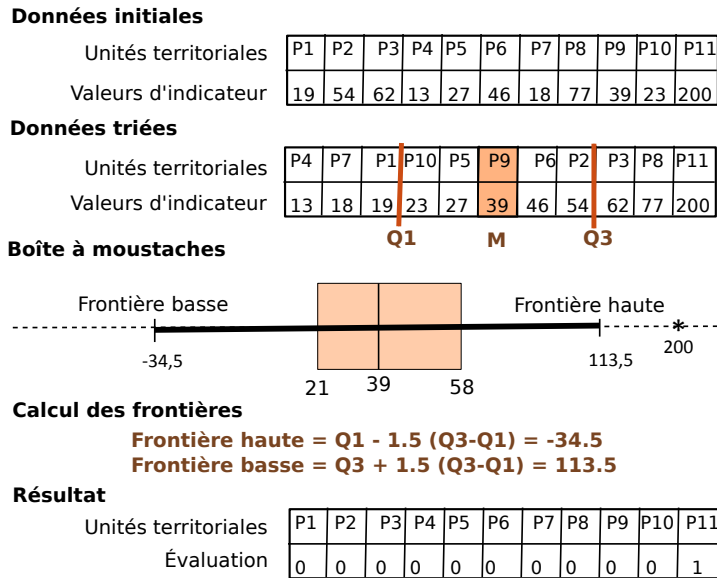 Données initiales
Unités territoriales P1 P2 P3 P4 P5 P6 P7 P8 P9 P10 P11
Valeurs d'indicateur 19 54 62 13 27 46 18 77 39 23 200
Données triées
Unités territoriales P4 P7 P1 P10 P5 P9 P6 P2 P3 P8 P11
Valeurs d'indicateur 13 18 19 23 27 39 46 54 62 77 200
Q1 M Q3
Boîte à moustaches
Frontière basse Frontière haute
*
-34,5 113,5 200
21 39 58
Calcul des frontières
Frontière haute = Q1 - 1.5 (Q3-Q1) = -34.5
Frontière basse = Q3 + 1.5 (Q3-Q1) = 113.5
Résultat
Unités territoriales P1 P2 P3 P4 P5 P6 P7 P8 P9 P10 P11
Évaluation 0 0 0 0 0 0 0 0 0 0 1